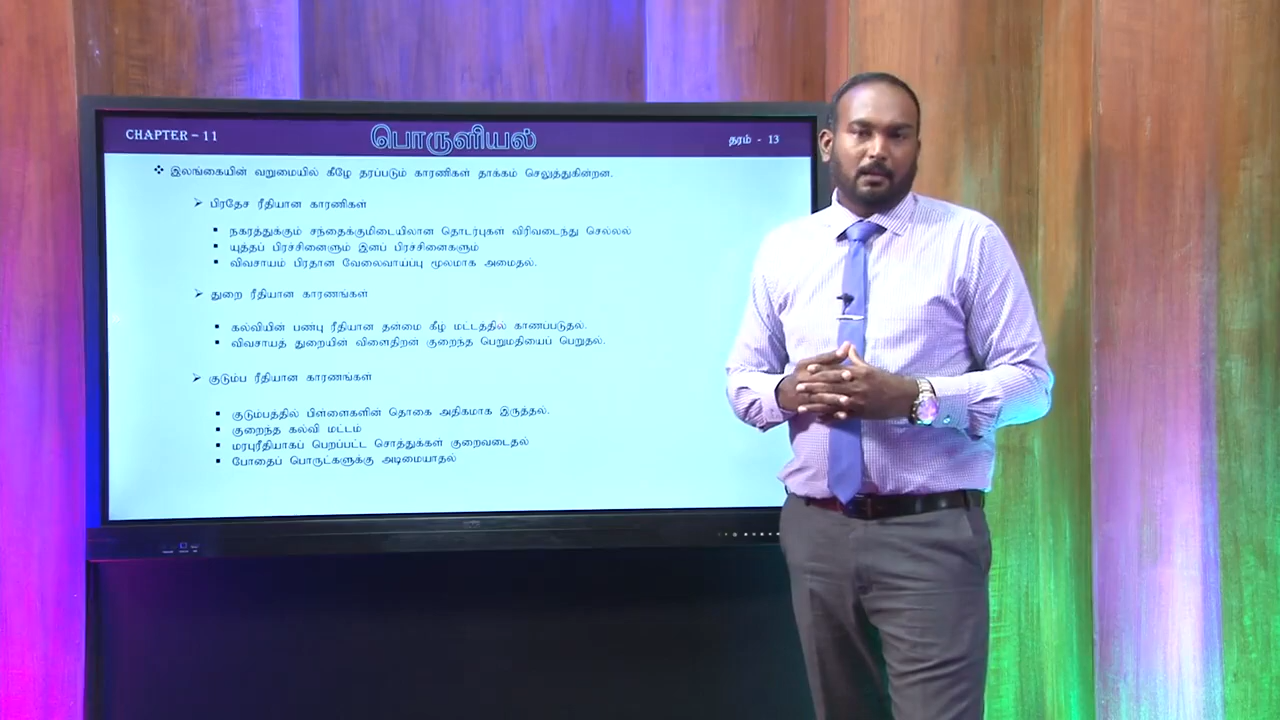 CHAPTER – 11
பொருளியல்
தரம் - 13
❖ இலங்கையின் வறுமையில் கீழே தரப்படும் காரணிகள் தாக்கம் செலுத்துகின்றன.
➢ பிரதேச ரீதியான காரணிகள்
▪ நகரத்துக்கும் சந்தைக்குமிடையிலான தொடர்புகள் விரிவடைந்து செல்லல்
▪ யுத்தப் பிரச்சினைளும் இனப் பிரச்சினைகளும்
▪ விவசாயம் பிரதான வேலைவாய்ப்பு மூலமாக அமைதல்.
➢ துறை ரீதியான காரணங்கள்
▪ கல்வியின் பண்பு ரீதியான தன்மை கீழ் மட்டத்தில் காணப்படுதல்.
▪ விவசாயத் துறையின் விளைதிறன் குறைந்த பெறுமதியைப் பெறுதல்.
➢ குடும்ப ரீதியான காரணங்கள்
▪ குடும்பத்தில் பிள்ளைகளின் தொகை அதிகமாக இருத்தல்.
▪ குறைந்த கல்வி மட்டம்
▪ மரபுரீதியாகப் பெறப்பட்ட சொத்துக்கள் குறைவடைதல்
▪ போதைப் பொருட்களுக்கு அடிமையாதல்